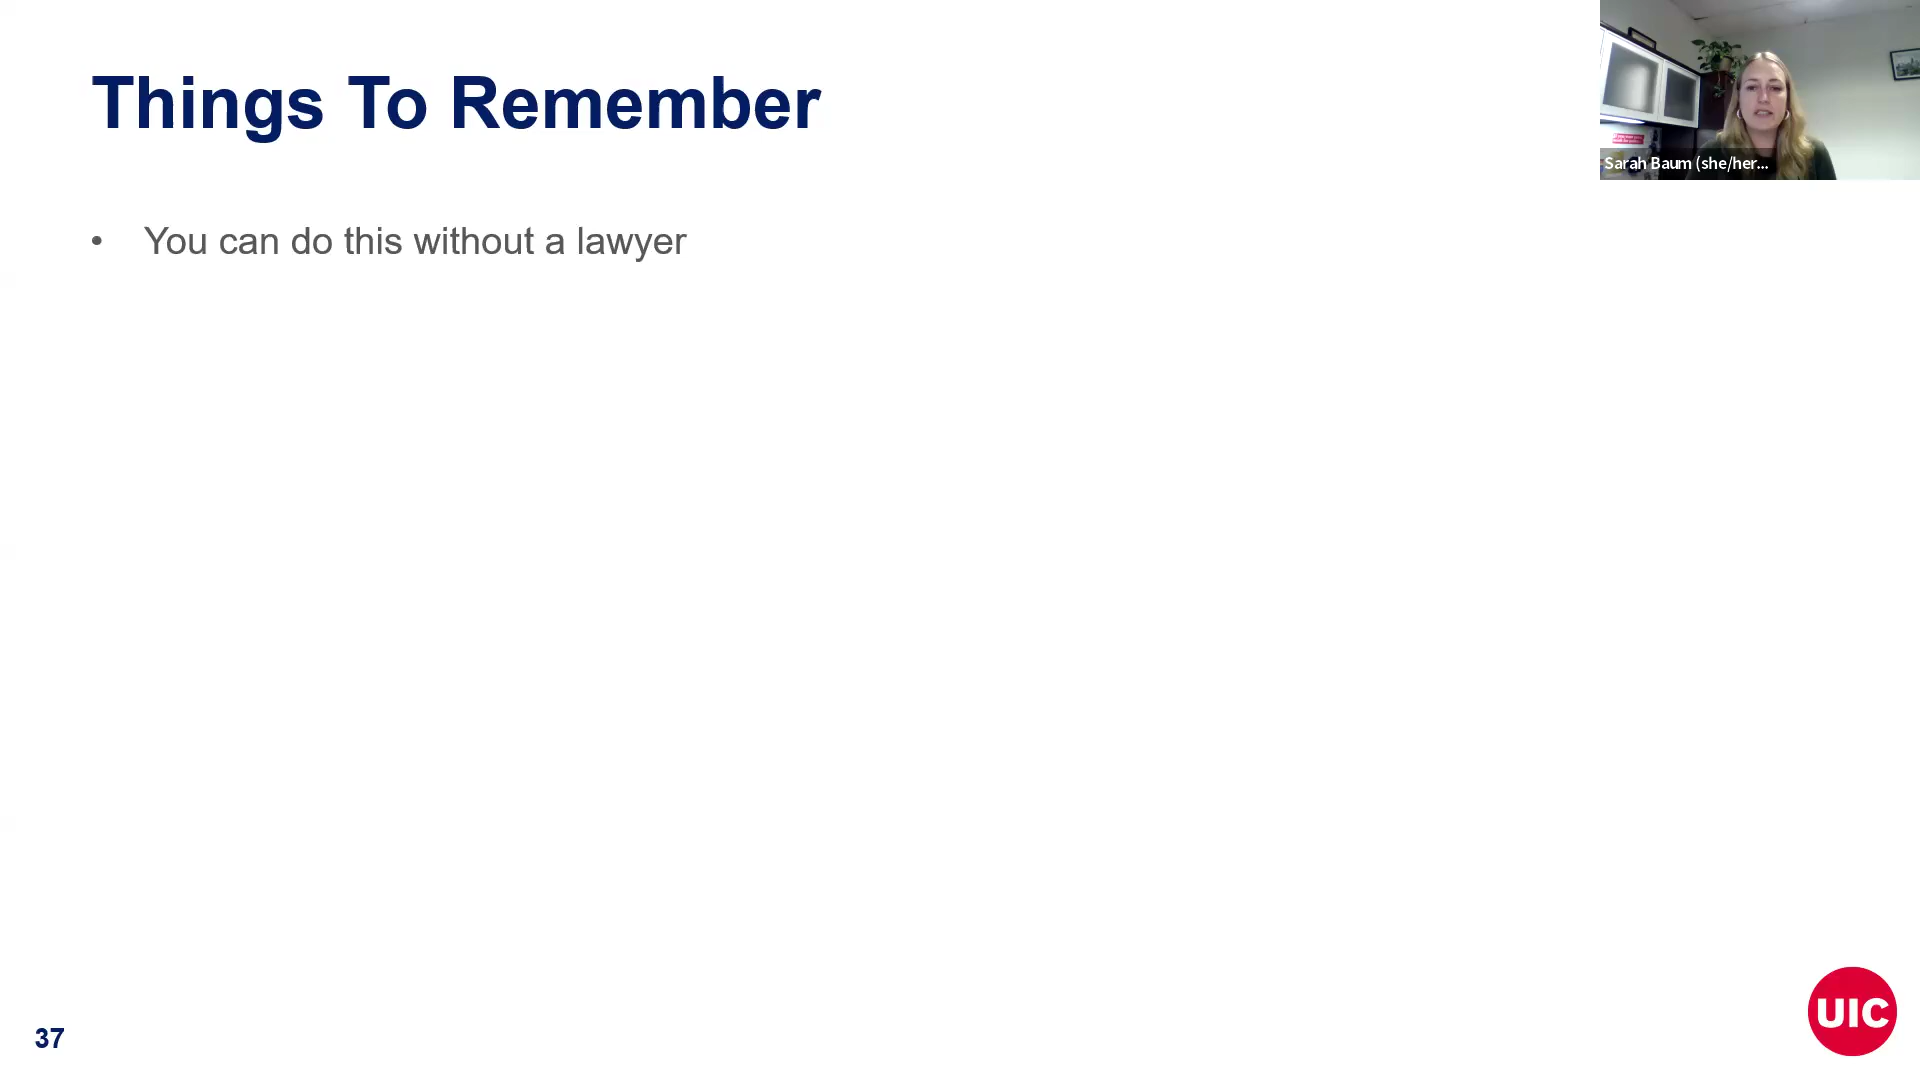 Things To Remember
Sarah Baum (she/her...
• You can do this without a lawyer
37
UIC